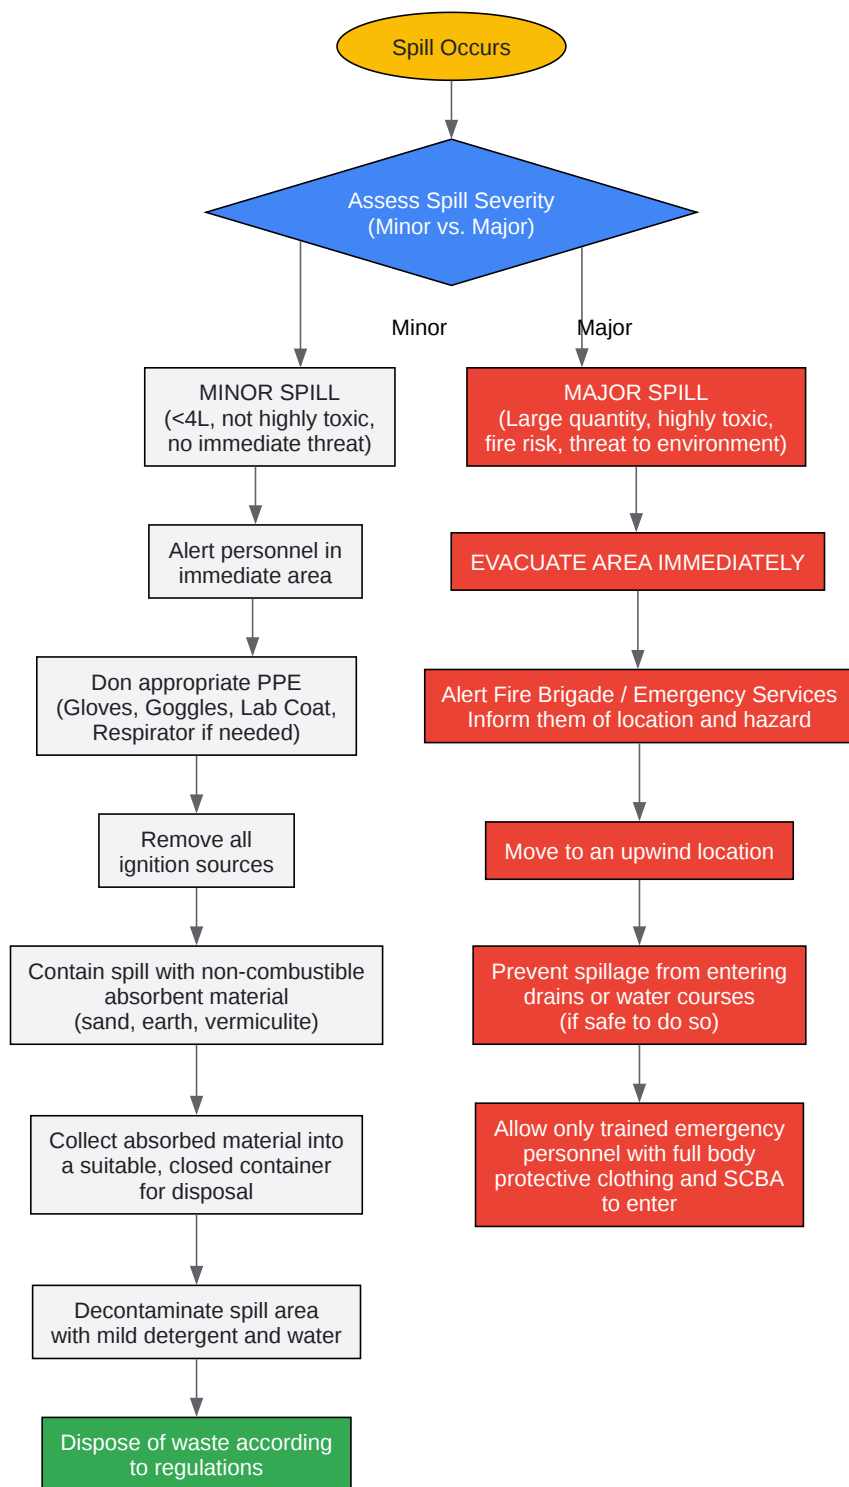 Spill Occurs
Assess Spill Severity
(Minor vs. Major)
Minor
Major
MINOR SPILL
(<4L, not highly toxic,
no immediate threat)
Alert personnel in
immediate area
Don appropriate PPE
(Gloves, Goggles, Lab Coat,
Respirator if needed)
Remove all
ignition sources
Contain spill with non-combustible
absorbent material
(sand, earth, vermiculite)
Collect absorbed material into
a suitable, closed container
for disposal
Decontaminate spill area
with mild detergent and water
Dispose of waste according
to regulations
MAJOR SPILL
(Large quantity, highly toxic,
fire risk, threat to environment)
EVACUATE AREA IMMEDIATELY
Alert Fire Brigade / Emergency Services
Inform them of location and hazard
Move to an upwind location
Prevent spillage from entering
drains or water courses
(if safe to do so)
Allow only trained emergency
personnel with full body
protective clothing and SCBA
to enter